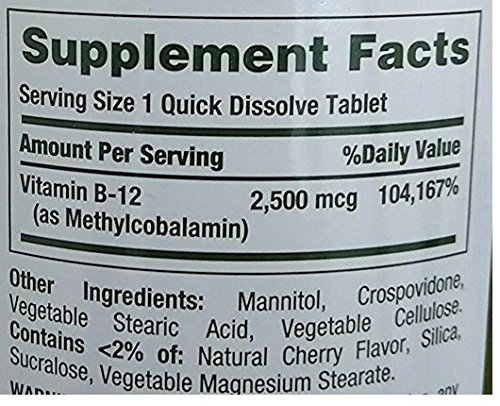 Supplement Facts
Serving Size 1 Quick Dissolve Tablet
Amount Per Serving %Daily Value
Vitamin B-12 2,500 mcg 104,167%
(as Methylcobalamin)
Other Ingredients: Mannitol, Crospovidone,
Vegetable Stearic Acid, Vegetable Cellulose.
Contains <2% of: Natural Cherry Flavor, Silica,
Sucralose, Vegetable Magnesium Stearate.
any